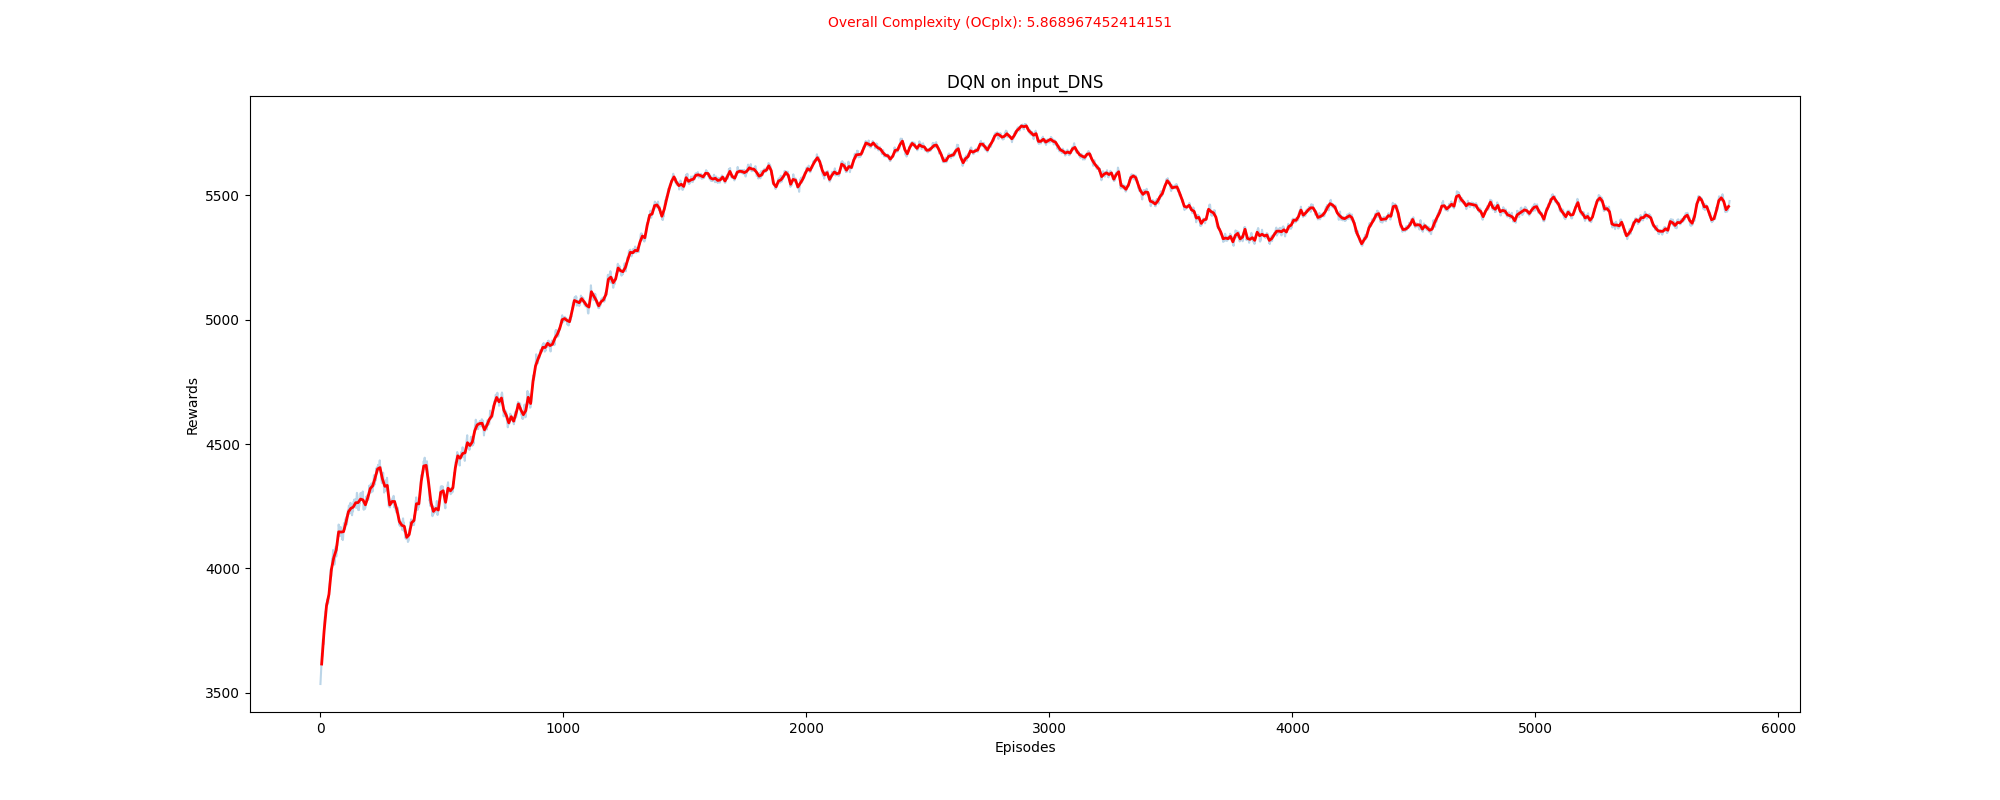 Overall Complexity (OCplx): 5.868967452414151
DQN on input_DNS
Rewards
5500
5000
4500
4000
3500
0 1000 2000 3000 4000 5000 6000
Episodes